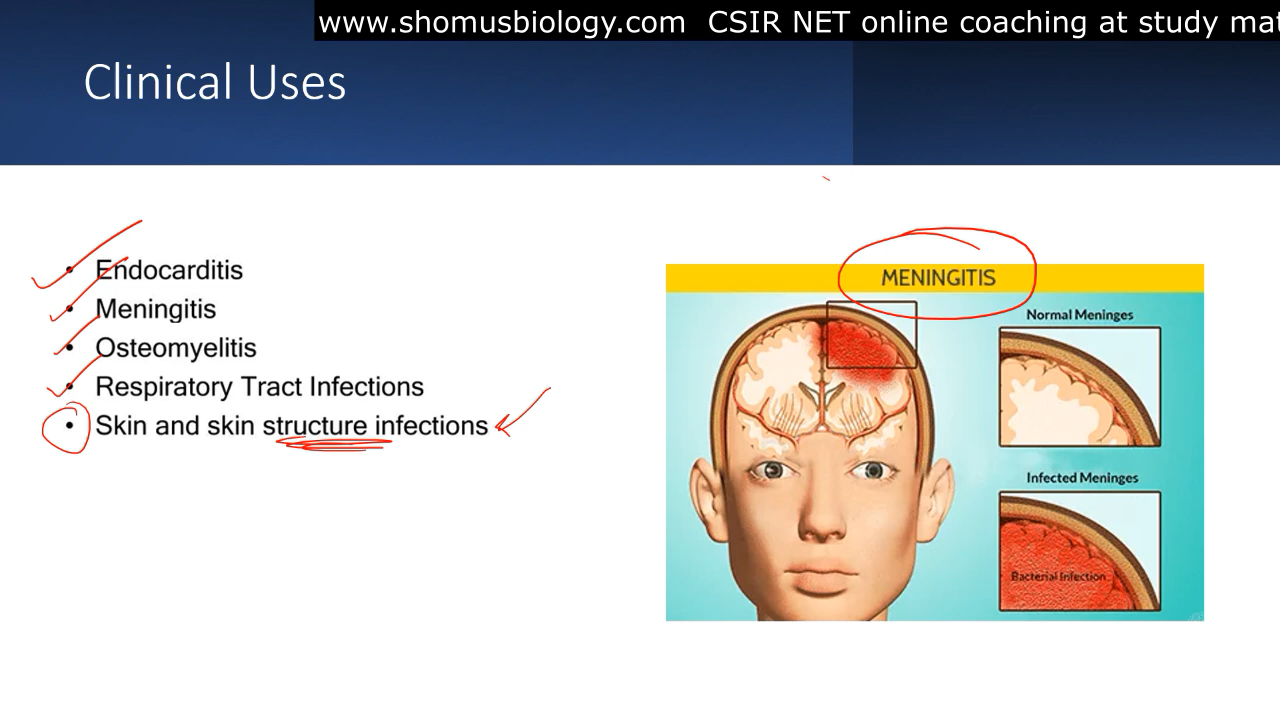 www.shomusbiology.com CSIR NET online coaching at study mat
Clinical Uses
• Endocarditis
• Meningitis
• Osteomyelitis
• Respiratory Tract Infections
• Skin and skin structure infections
MENINGITIS
Normal Meninges
Infected Meninges
Bacterial Infection